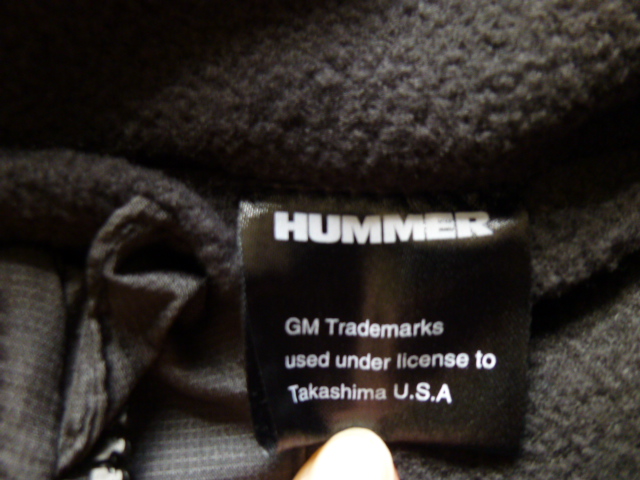 HUMMER
GM Trademarks
used under license to
Takashima U.S.A